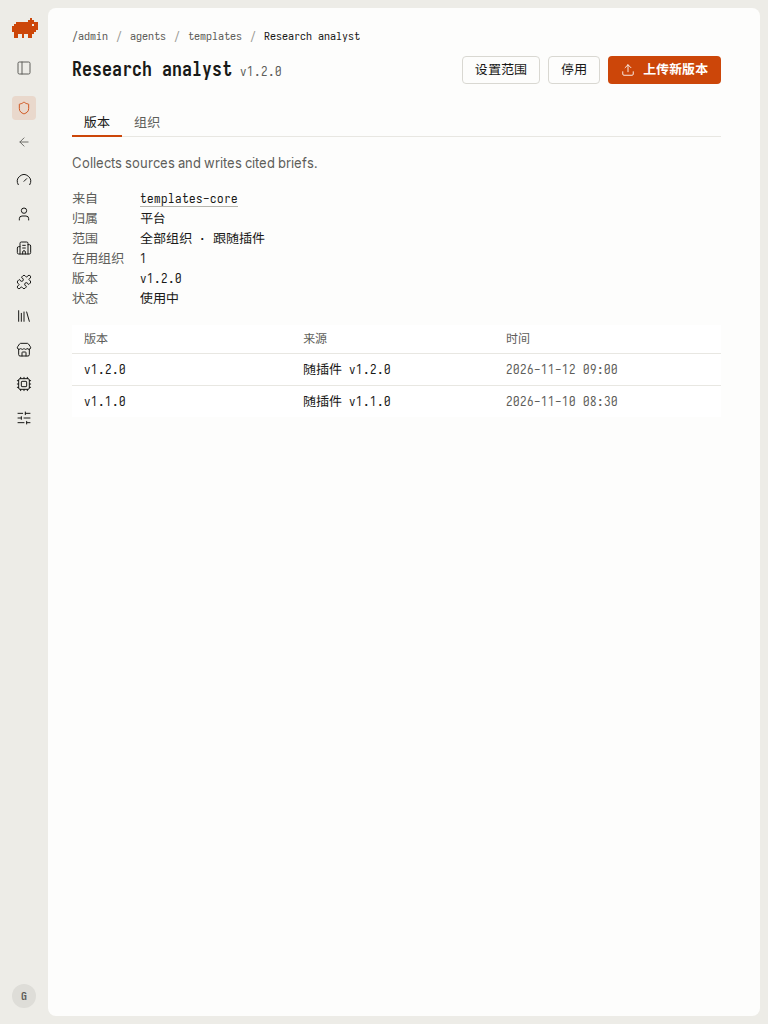 /admin / agents / templates / Research analyst
Research analyst v1.2.0 设置范围 停用 上传新版本
版本 组织
Collects sources and writes cited briefs.
来自 templates-core
归属 平台
范围 全部组织 · 跟随插件
在用组织 1
版本 v1.2.0
状态 使用中
版本 来源 时间
v1.2.0 随插件 v1.2.0 2026-11-12 09:00
v1.1.0 随插件 v1.1.0 2026-11-10 08:30
G